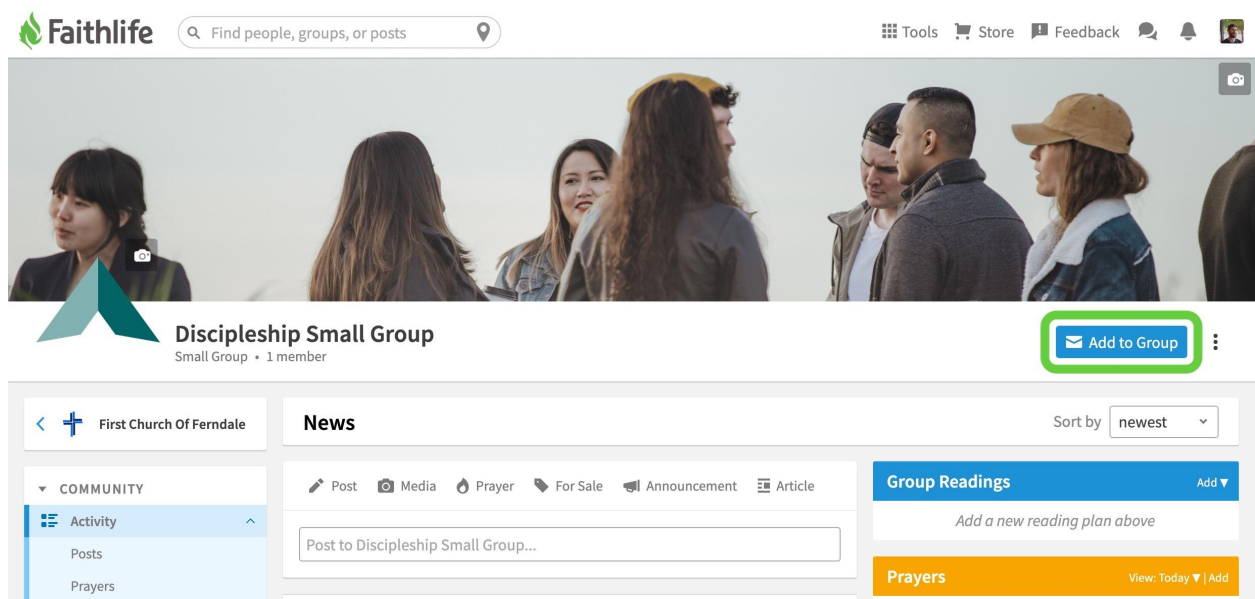 Faithlife
Find people, groups, or posts
Tools
Store
Feedback
Discipleship Small Group
Small Group • 1 member
Add to Group
First Church Of Ferndale
News
Sort by
newest
COMMUNITY
Activity
Posts
Prayers
Post
Media
Prayer
For Sale
Announcement
Article
Post to Discipleship Small Group...
Group Readings
Add ▼
Add a new reading plan above
Prayers
View: Today ▼ | Add